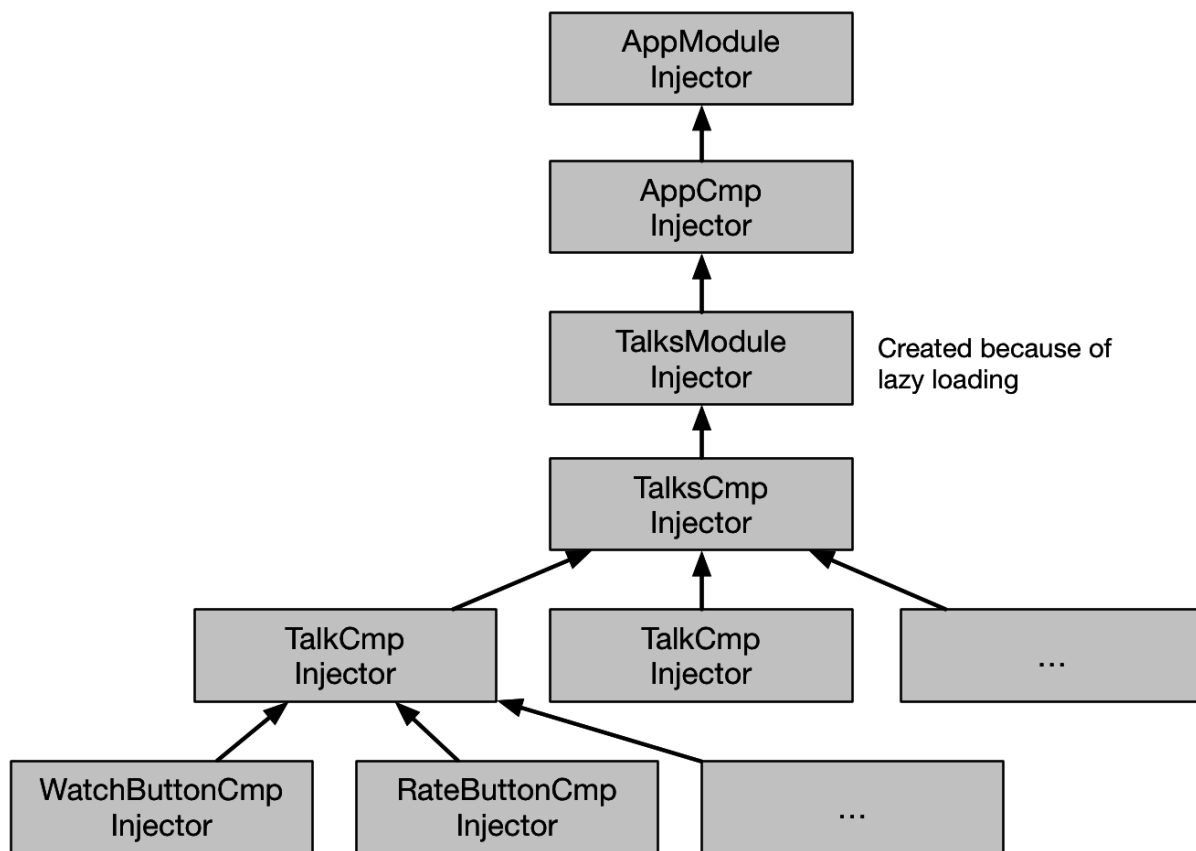 AppModule
Injector
AppCmp
Injector
TalksModule
Injector
Created because of
lazy loading
TalksCmp
Injector
TalkCmp
Injector
TalkCmp
Injector
...
WatchButtonCmp
Injector
RateButtonCmp
Injector
...